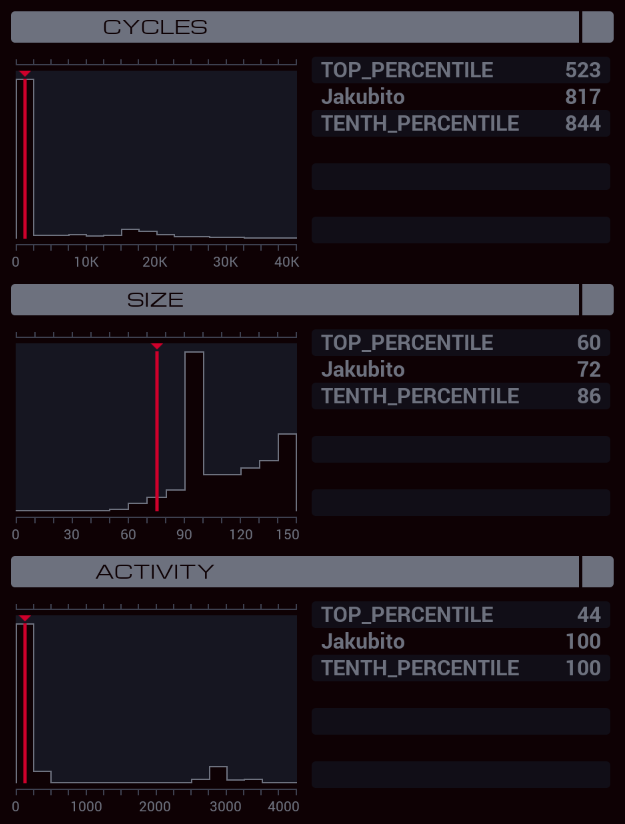 CYCLES
TOP_PERCENTILE 523
Jakubito 817
TENTH_PERCENTILE 844
0 10K 20K 30K 40K
SIZE
TOP_PERCENTILE 60
Jakubito 72
TENTH_PERCENTILE 86
0 30 60 90 120 150
ACTIVITY
TOP_PERCENTILE 44
Jakubito 100
TENTH_PERCENTILE 100
0 1000 2000 3000 4000